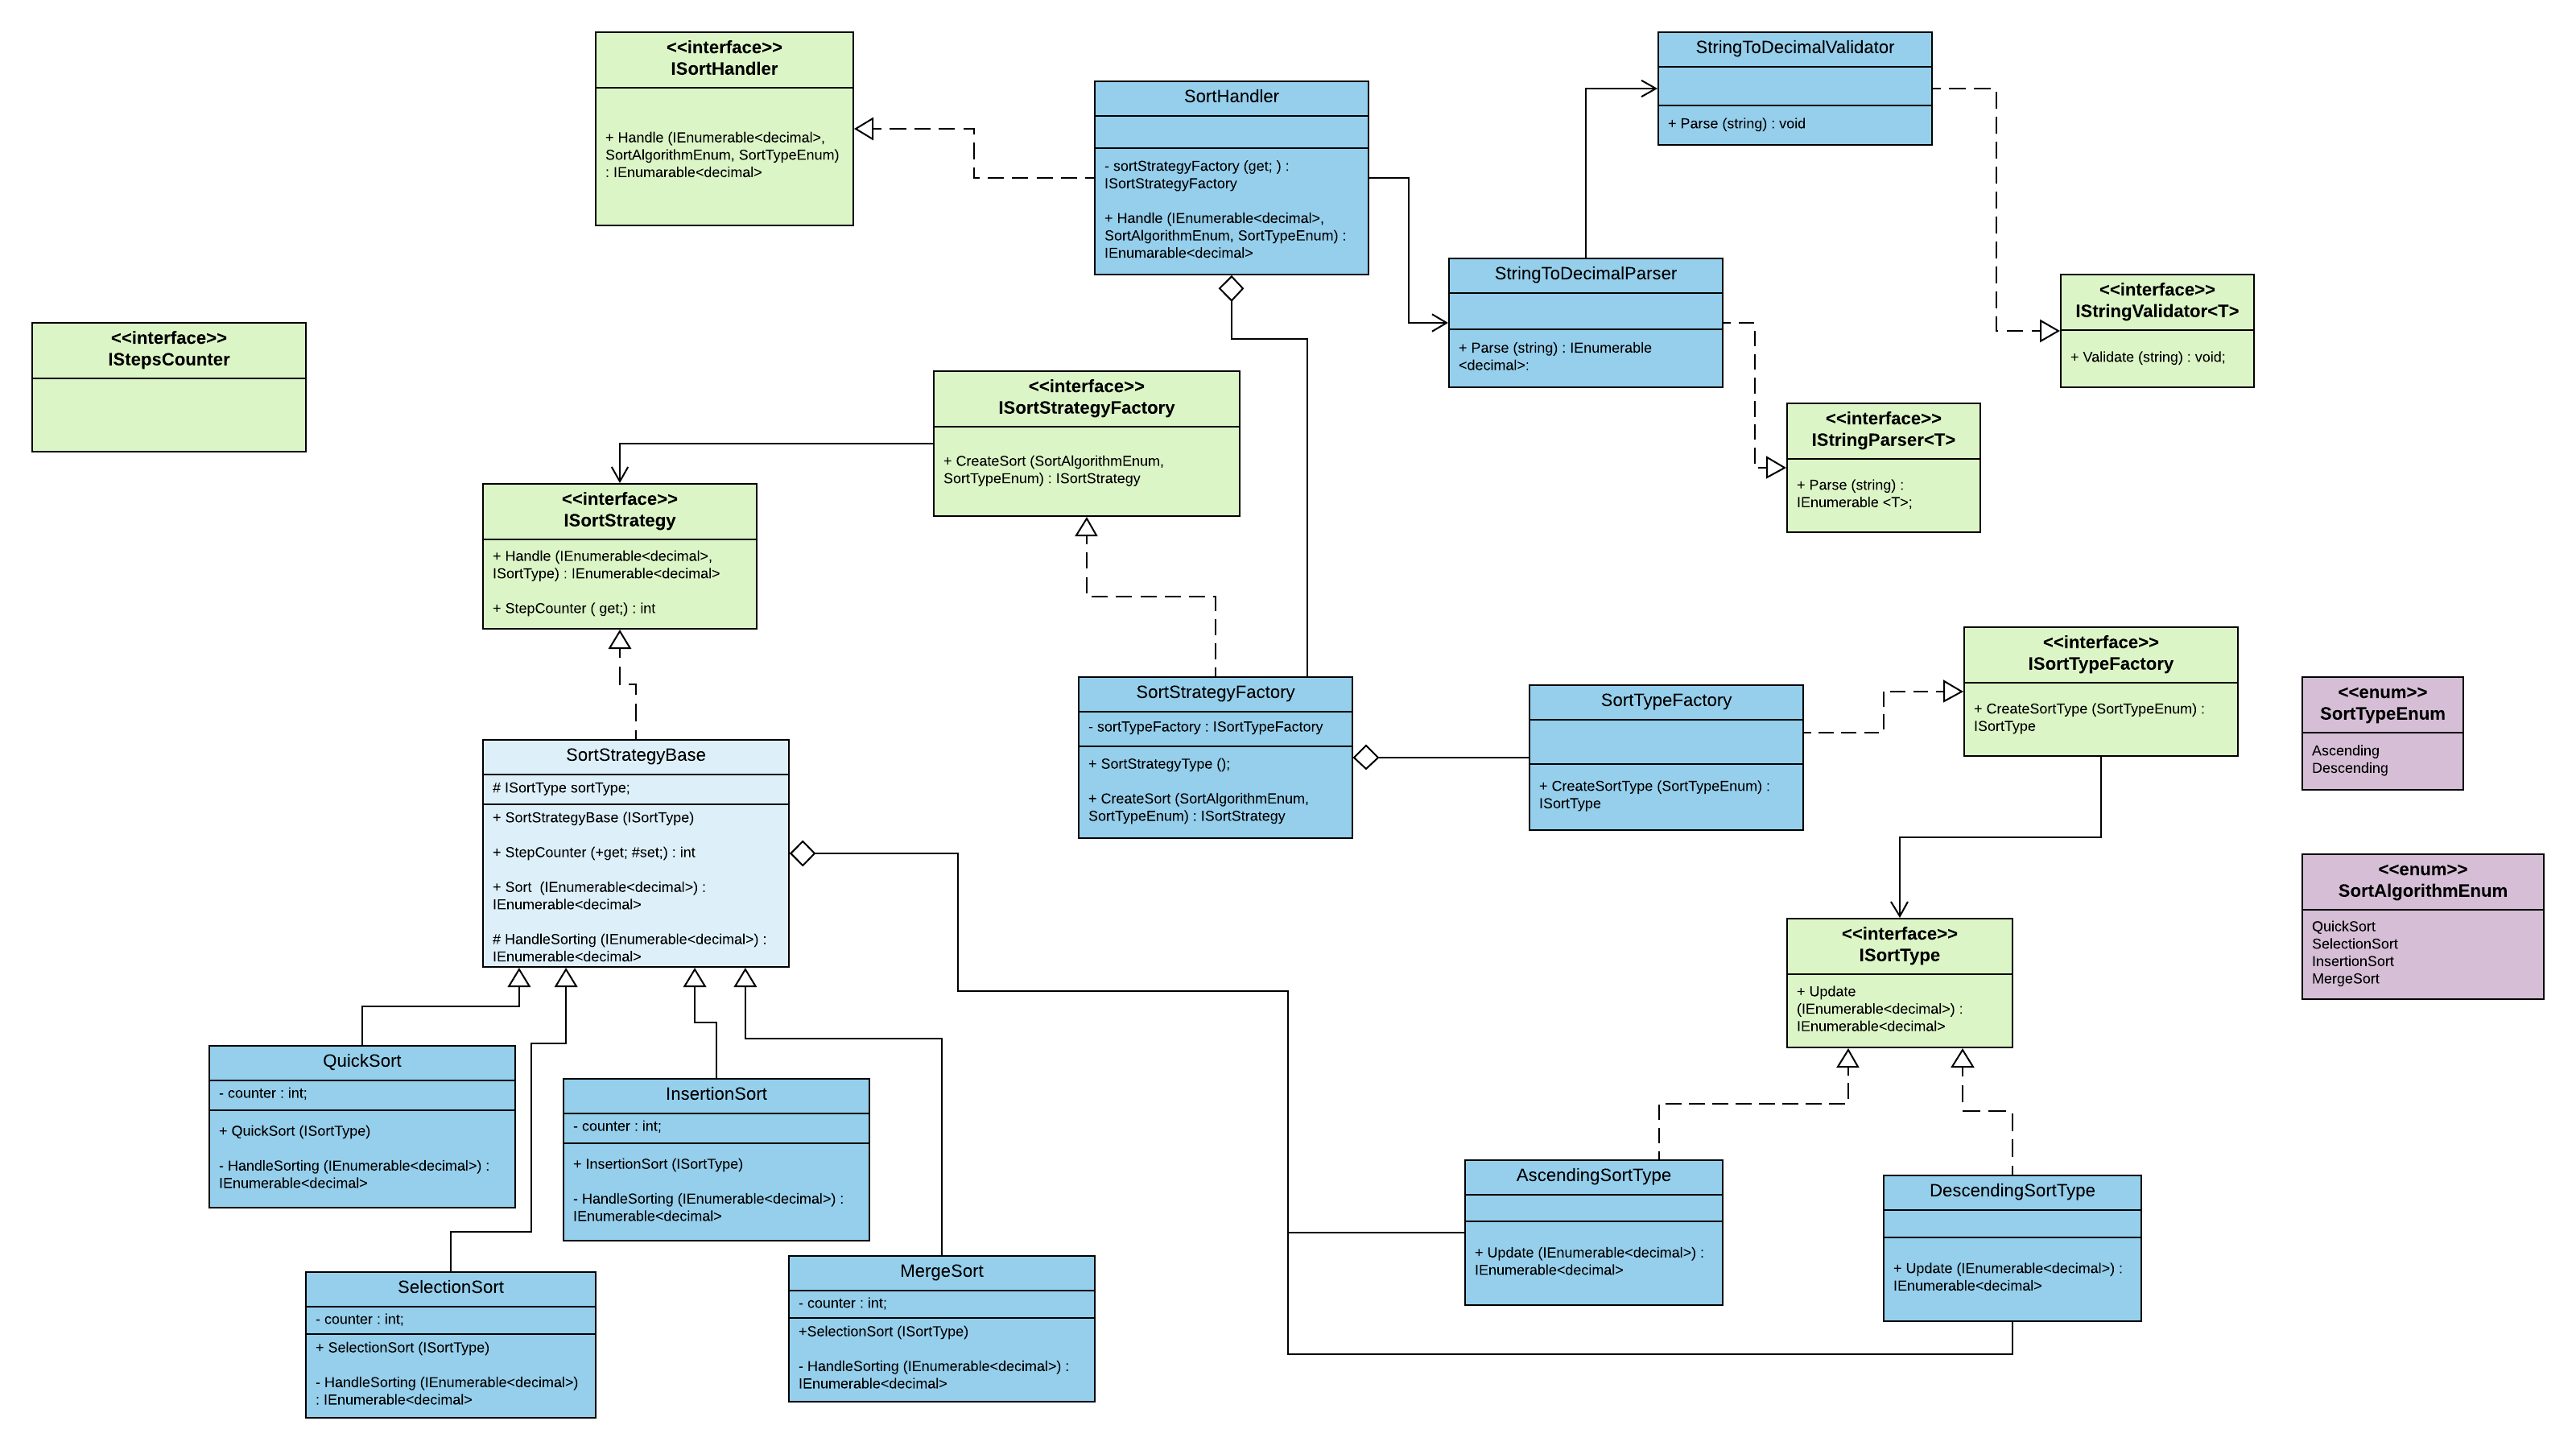 <<interface>>
ISortHandler
+ Handle (IEnumerable<decimal>,
SortAlgorithmEnum, SortTypeEnum)
: IEnumarable<decimal>
SortHandler
- sortStrategyFactory (get; ) :
ISortStrategyFactory
+ Handle (IEnumerable<decimal>,
SortAlgorithmEnum, SortTypeEnum) :
IEnumarable<decimal>
StringToDecimalValidator
+ Parse (string) : void
StringToDecimalParser
+ Parse (string) : IEnumerable
<decimal>:
<<interface>>
IStringValidator<T>
+ Validate (string) : void;
<<interface>>
IStepsCounter
<<interface>>
ISortStrategyFactory
+ CreateSort (SortAlgorithmEnum,
SortTypeEnum) : ISortStrategy
<<interface>>
IStringParser<T>
+ Parse (string) :
IEnumerable <T>;
<<interface>>
ISortStrategy
+ Handle (IEnumerable<decimal>,
ISortType) : IEnumerable<decimal>
+ StepCounter ( get;) : int
<<interface>>
ISortTypeFactory
+ CreateSortType (SortTypeEnum) :
ISortType
SortStrategyFactory
- sortTypeFactory : ISortTypeFactory
+ SortStrategyType ();
+ CreateSort (SortAlgorithmEnum,
SortTypeEnum) : ISortStrategy
SortTypeFactory
+ CreateSortType (SortTypeEnum) :
ISortType
<<enum>>
SortTypeEnum
Ascending
Descending
SortStrategyBase
# ISortType sortType;
+ SortStrategyBase (ISortType)
+ StepCounter (+get; #set;) : int
+ Sort  (IEnumerable<decimal>) :
IEnumerable<decimal>
# HandleSorting (IEnumerable<decimal>) :
IEnumerable<decimal>
<<enum>>
SortAlgorithmEnum
QuickSort
SelectionSort
InsertionSort
MergeSort
<<interface>>
ISortType
+ Update
(IEnumerable<decimal>) :
IEnumerable<decimal>
QuickSort
- counter : int;
+ QuickSort (ISortType)
- HandleSorting (IEnumerable<decimal>) :
IEnumerable<decimal>
InsertionSort
- counter : int;
+ InsertionSort (ISortType)
- HandleSorting (IEnumerable<decimal>) :
IEnumerable<decimal>
AscendingSortType
+ Update (IEnumerable<decimal>) :
IEnumerable<decimal>
DescendingSortType
+ Update (IEnumerable<decimal>) :
IEnumerable<decimal>
SelectionSort
- counter : int;
+ SelectionSort (ISortType)
- HandleSorting (IEnumerable<decimal>)
: IEnumerable<decimal>
MergeSort
- counter : int;
+SelectionSort (ISortType)
- HandleSorting (IEnumerable<decimal>) :
IEnumerable<decimal>